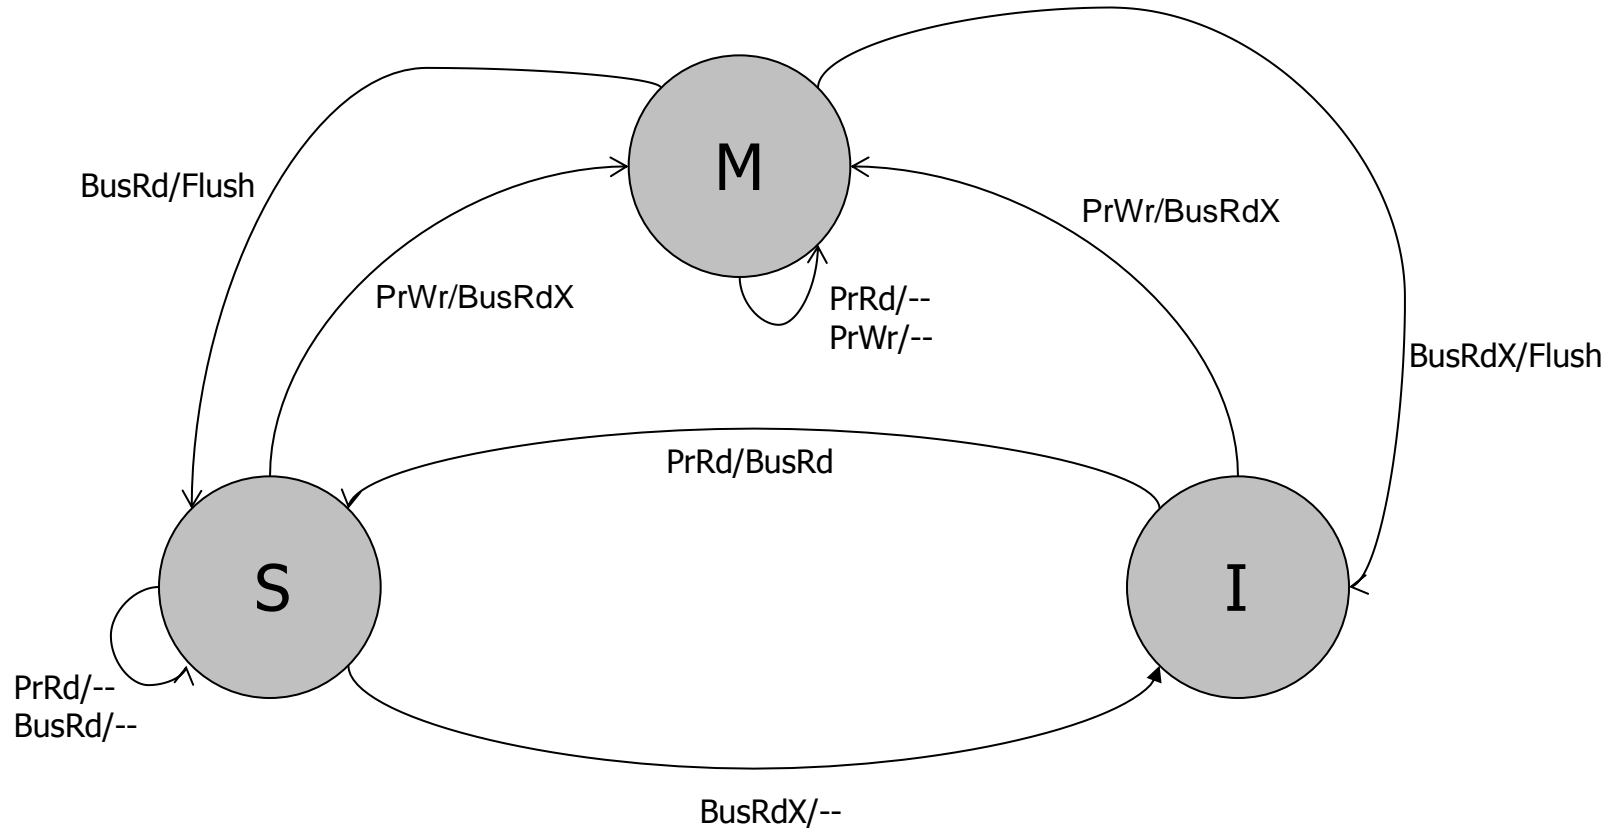 M
BusRd/Flush
PrWr/BusRdX
PrWr/BusRdX
PrRd/--
PrWr/--
BusRdX/Flush
PrRd/BusRd
S
I
PrRd/--
BusRd/--
BusRdX/--